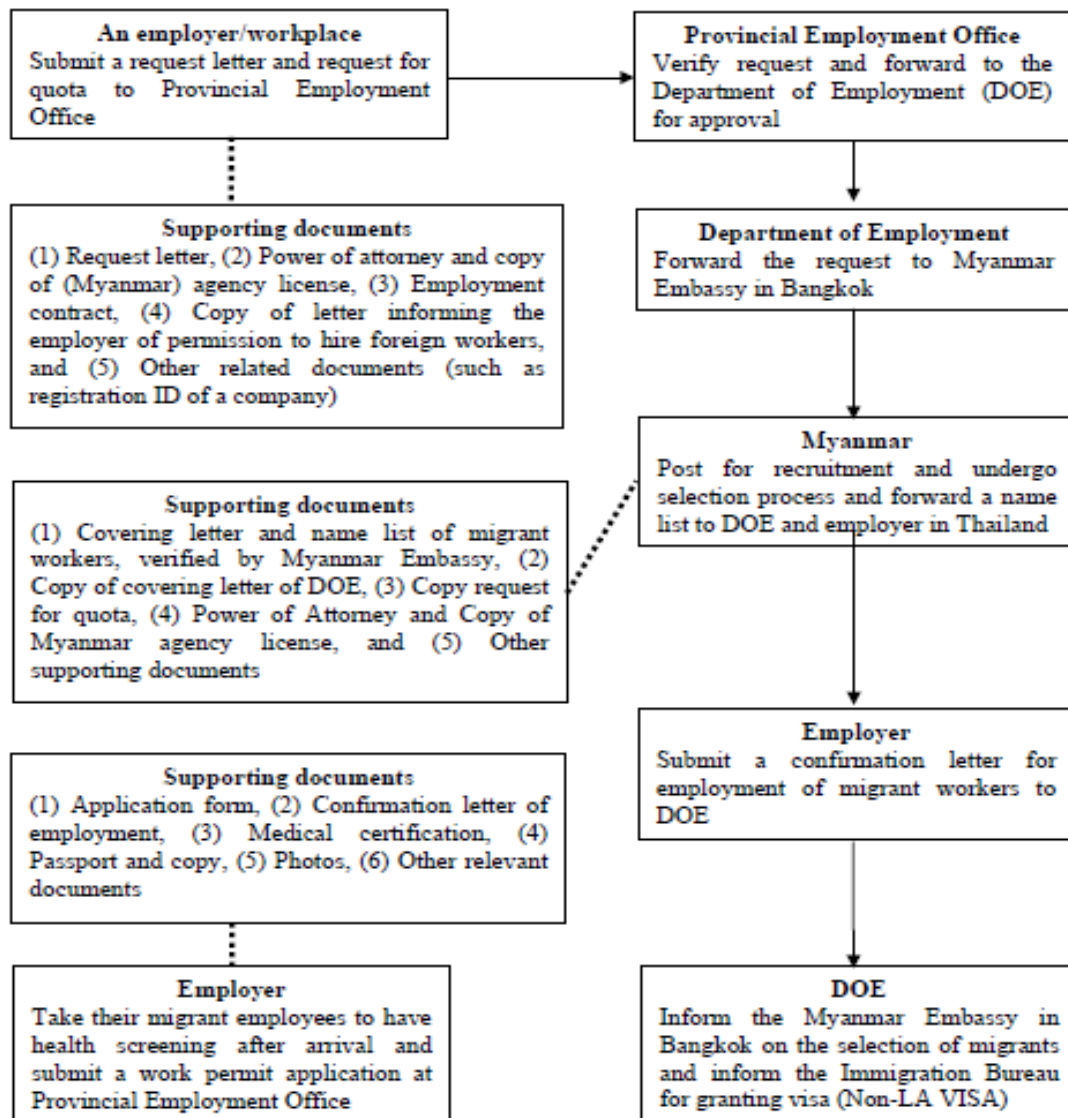 An employer/workplace
Submit a request letter and request for
quota to Provincial Employment
Office
Provincial Employment Office
Verify request and forward to the
Department of Employment (DOE)
for approval
Supporting documents
(1) Request letter, (2) Power of attorney and copy
of (Myanmar) agency license, (3) Employment
contract, (4) Copy of letter informing the
employer of permission to hire foreign workers,
and (5) Other related documents (such as
registration ID of a company)
Department of Employment
Forward the request to Myanmar
Embassy in Bangkok
Myanmar
Post for recruitment and undergo
selection process and forward a name
list to DOE and employer in Thailand
Supporting documents
(1) Covering letter and name list of migrant
workers, verified by Myanmar Embassy, (2)
Copy of covering letter of DOE, (3) Copy request
for quota, (4) Power of Attorney and Copy of
Myanmar agency license, and (5) Other
supporting documents
Employer
Submit a confirmation letter for
employment of migrant workers to
DOE
Supporting documents
(1) Application form, (2) Confirmation letter of
employment, (3) Medical certification, (4)
Passport and copy, (5) Photos, (6) Other relevant
documents
Employer
Take their migrant employees to have
health screening after arrival and
submit a work permit application at
Provincial Employment Office
DOE
Inform the Myanmar Embassy in
Bangkok on the selection of migrants
and inform the Immigration Bureau
for granting visa (Non-LA VISA)